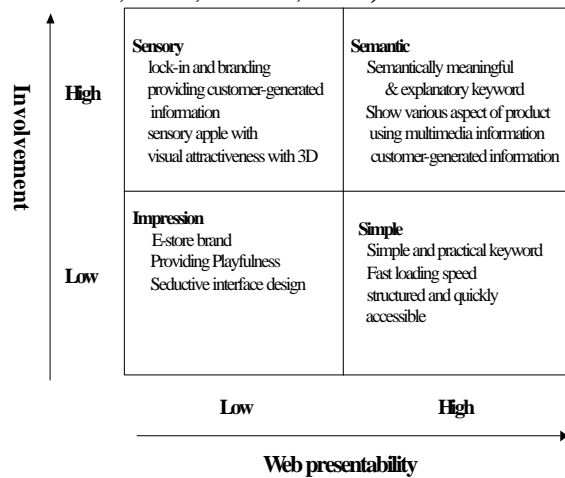 Sensory
lock-in and branding
providing customer-generated
information
sensory apple with
visual attractiveness with 3D
Semantic
Semantically meaningful
& explanatory keyword
Show various aspect of product
using multimedia information
customer-generated information
Involvement
High
Impression
E-store brand
Providing Playfulness
Seductive interface design
Simple
Simple and practical keyword
Fast loading speed
structured and quickly
accessible
Low
Low
High
Web presentability